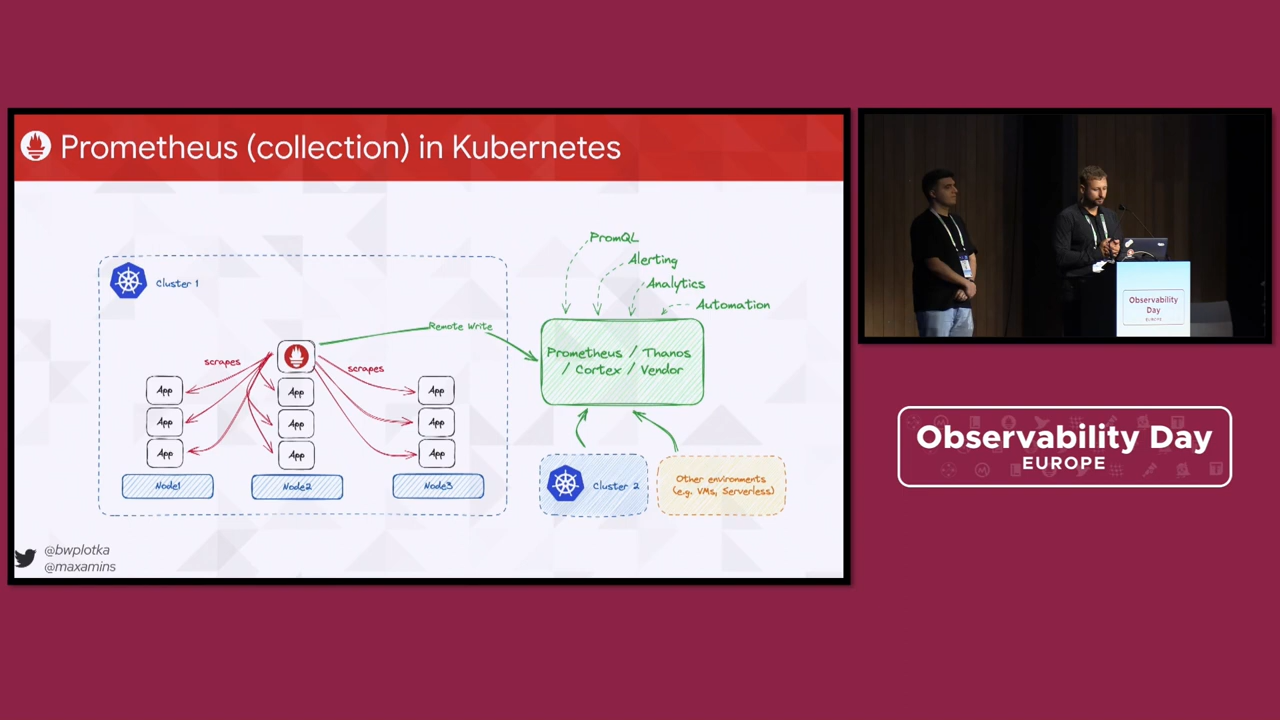 Prometheus (collection) in Kubernetes
PromQL
Alerting
Analytics
Automation
Cluster 1
Remote Write
scrapes
scrapes
Prometheus / Thanos
/ Cortex / Vendor
App
App
App
App
App
App
App
App
App
Node1
Node2
Node3
Cluster 2
Other environments
(e.g. VMs, Serverless)
@bwplotka
@maxamins
Observability
Day
EUROPE
Observability Day
EUROPE